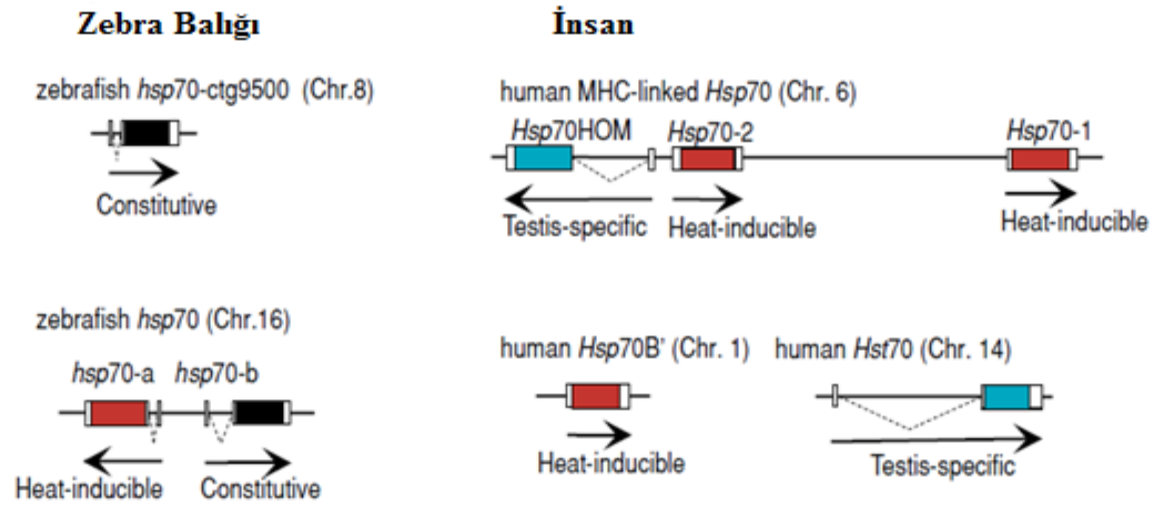 Zebra Balığı
zebrafish hsp70-ctg9500 (Chr.8)
Constitutive
zebrafish hsp70 (Chr.16)
hsp70-a hsp70-b
Heat-inducible Constitutive
İnsan
human MHC-linked Hsp70 (Chr. 6)
Hsp70HOM Hsp70-2 Hsp70-1
Testis-specific Heat-inducible Heat-inducible
human Hsp70B' (Chr. 1) human Hst70 (Chr. 14)
Heat-inducible Testis-specific